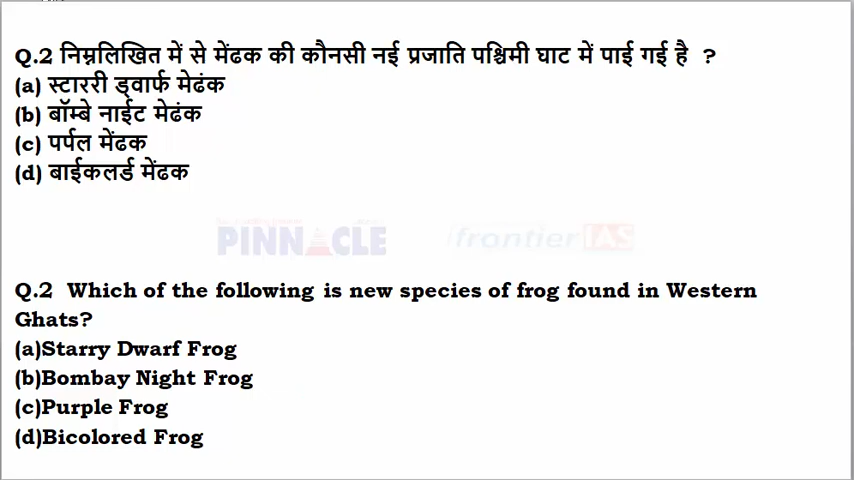 Q.2 निम्नलिखित में से मेंढक की कौनसी नई प्रजाति पश्चिमी घाट में पाई गई है ?
(a) स्टाररी ड्वार्फ मेढंक
(b) बॉम्बे नाईट मेढंक
(c) पर्पल मेंढक
(d) बाईकलर्ड मेंढक
PINNACLE frontierIAS
Q.2 Which of the following is new species of frog found in Western
Ghats?
(a)Starry Dwarf Frog
(b)Bombay Night Frog
(c)Purple Frog
(d)Bicolored Frog